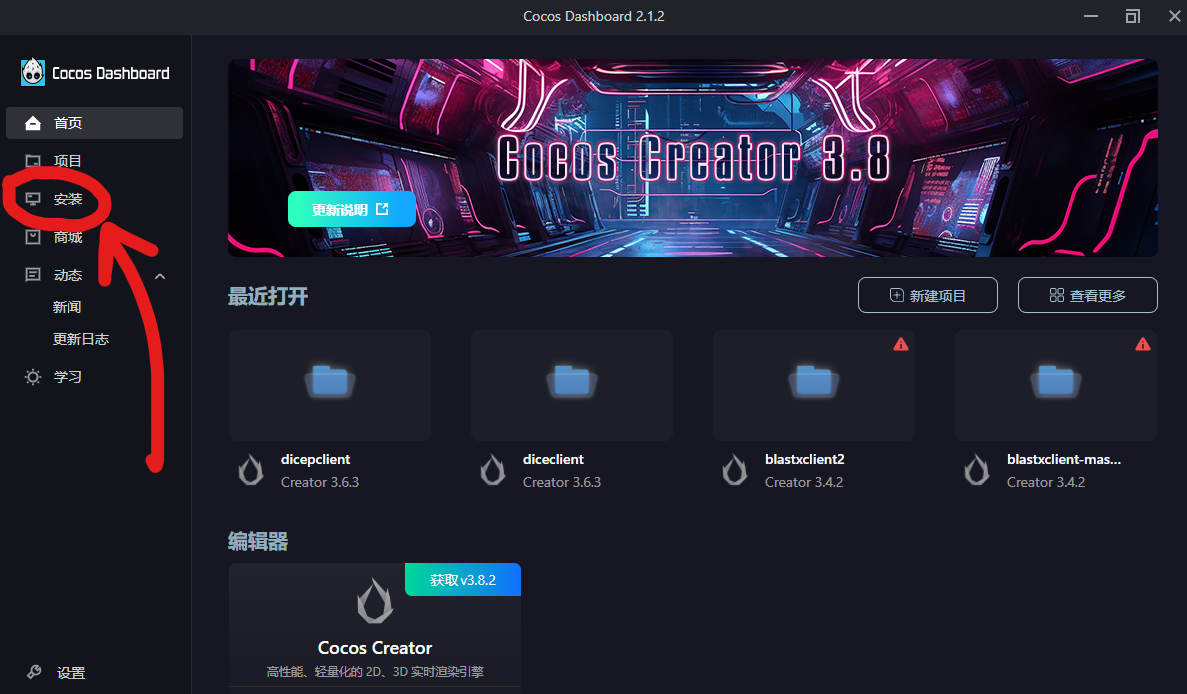 Cocos Dashboard 2.1.2
Cocos Dashboard
首页
项目
安装
商城
动态
新闻
更新日志
学习
设置
Cocos Creator 3.8
更新说明
最近打开
新建项目
查看更多
dicepclient
Creator 3.6.3
diceclient
Creator 3.6.3
blastxclient2
Creator 3.4.2
blastxclient-mas...
Creator 3.4.2
编辑器
获取 v3.8.2
Cocos Creator
高性能、轻量化的 2D、3D 实时渲染引擎